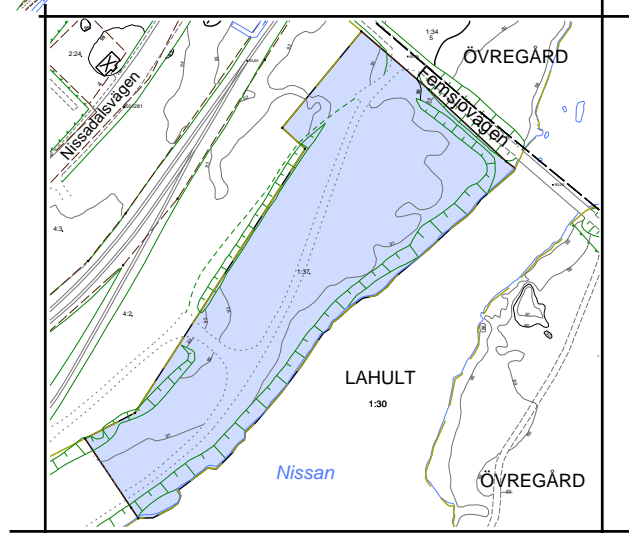 1:34
5
ÖVREGÅRD
2:24
Femsjövägen
Nissadalsvägen
4:3
1:37
4:2
LAHULT
1:30
Nissan
ÖVREGÅRD